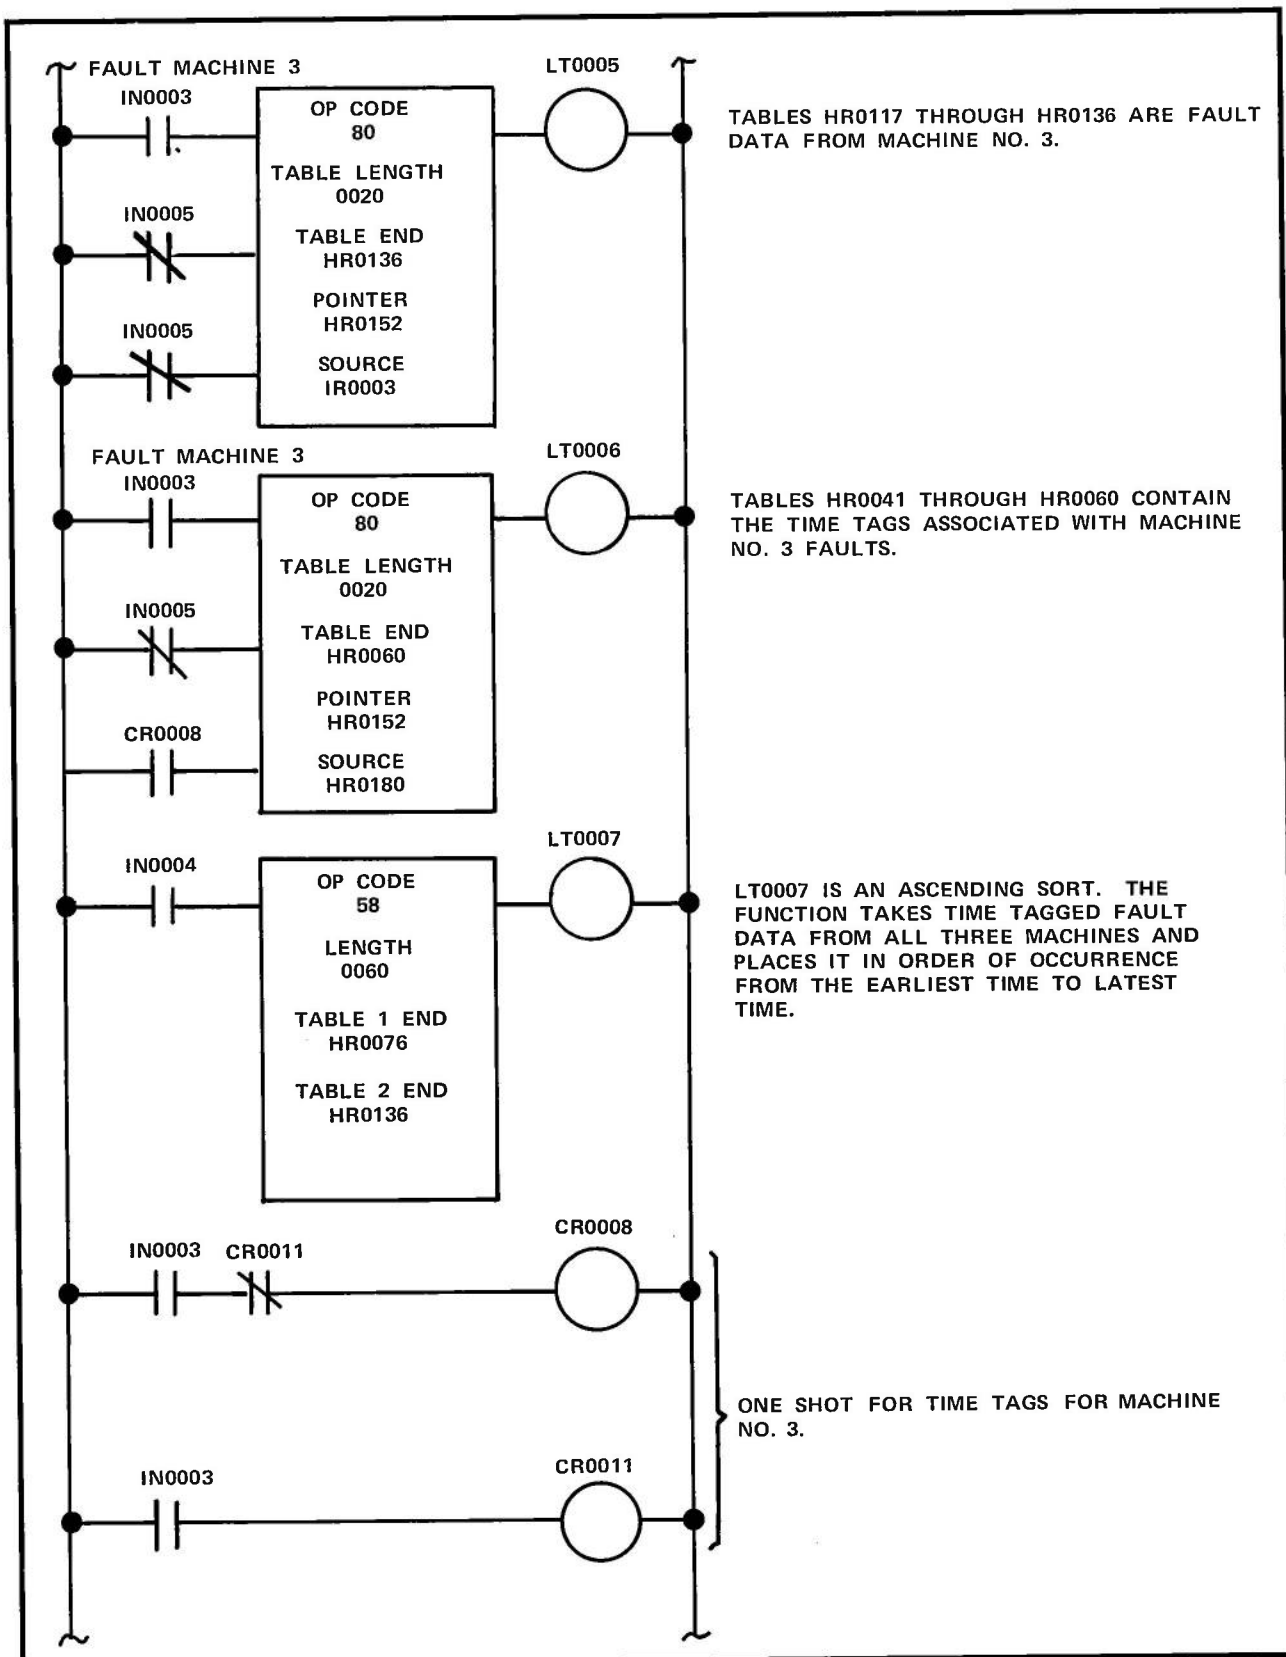 FAULT MACHINE 3
IN0003
OP CODE
80
TABLE LENGTH
0020
TABLE END
HR0136
POINTER
HR0152
SOURCE
IR0003
IN0005
IN0005
LT0005
TABLES HR0117 THROUGH HR0136 ARE FAULT
DATA FROM MACHINE NO. 3.
FAULT MACHINE 3
IN0003
OP CODE
80
TABLE LENGTH
0020
TABLE END
HR0060
POINTER
HR0152
SOURCE
HR0180
IN0005
CR0008
LT0006
TABLES HR0041 THROUGH HR0060 CONTAIN
THE TIME TAGS ASSOCIATED WITH MACHINE
NO. 3 FAULTS.
IN0004
OP CODE
58
LENGTH
0060
TABLE 1 END
HR0076
TABLE 2 END
HR0136
LT0007
LT0007 IS AN ASCENDING SORT. THE
FUNCTION TAKES TIME TAGGED FAULT
DATA FROM ALL THREE MACHINES AND
PLACES IT IN ORDER OF OCCURRENCE
FROM THE EARLIEST TIME TO LATEST
TIME.
IN0003 CR0011
CR0008
ONE SHOT FOR TIME TAGS FOR MACHINE
NO. 3.
IN0003
CR0011